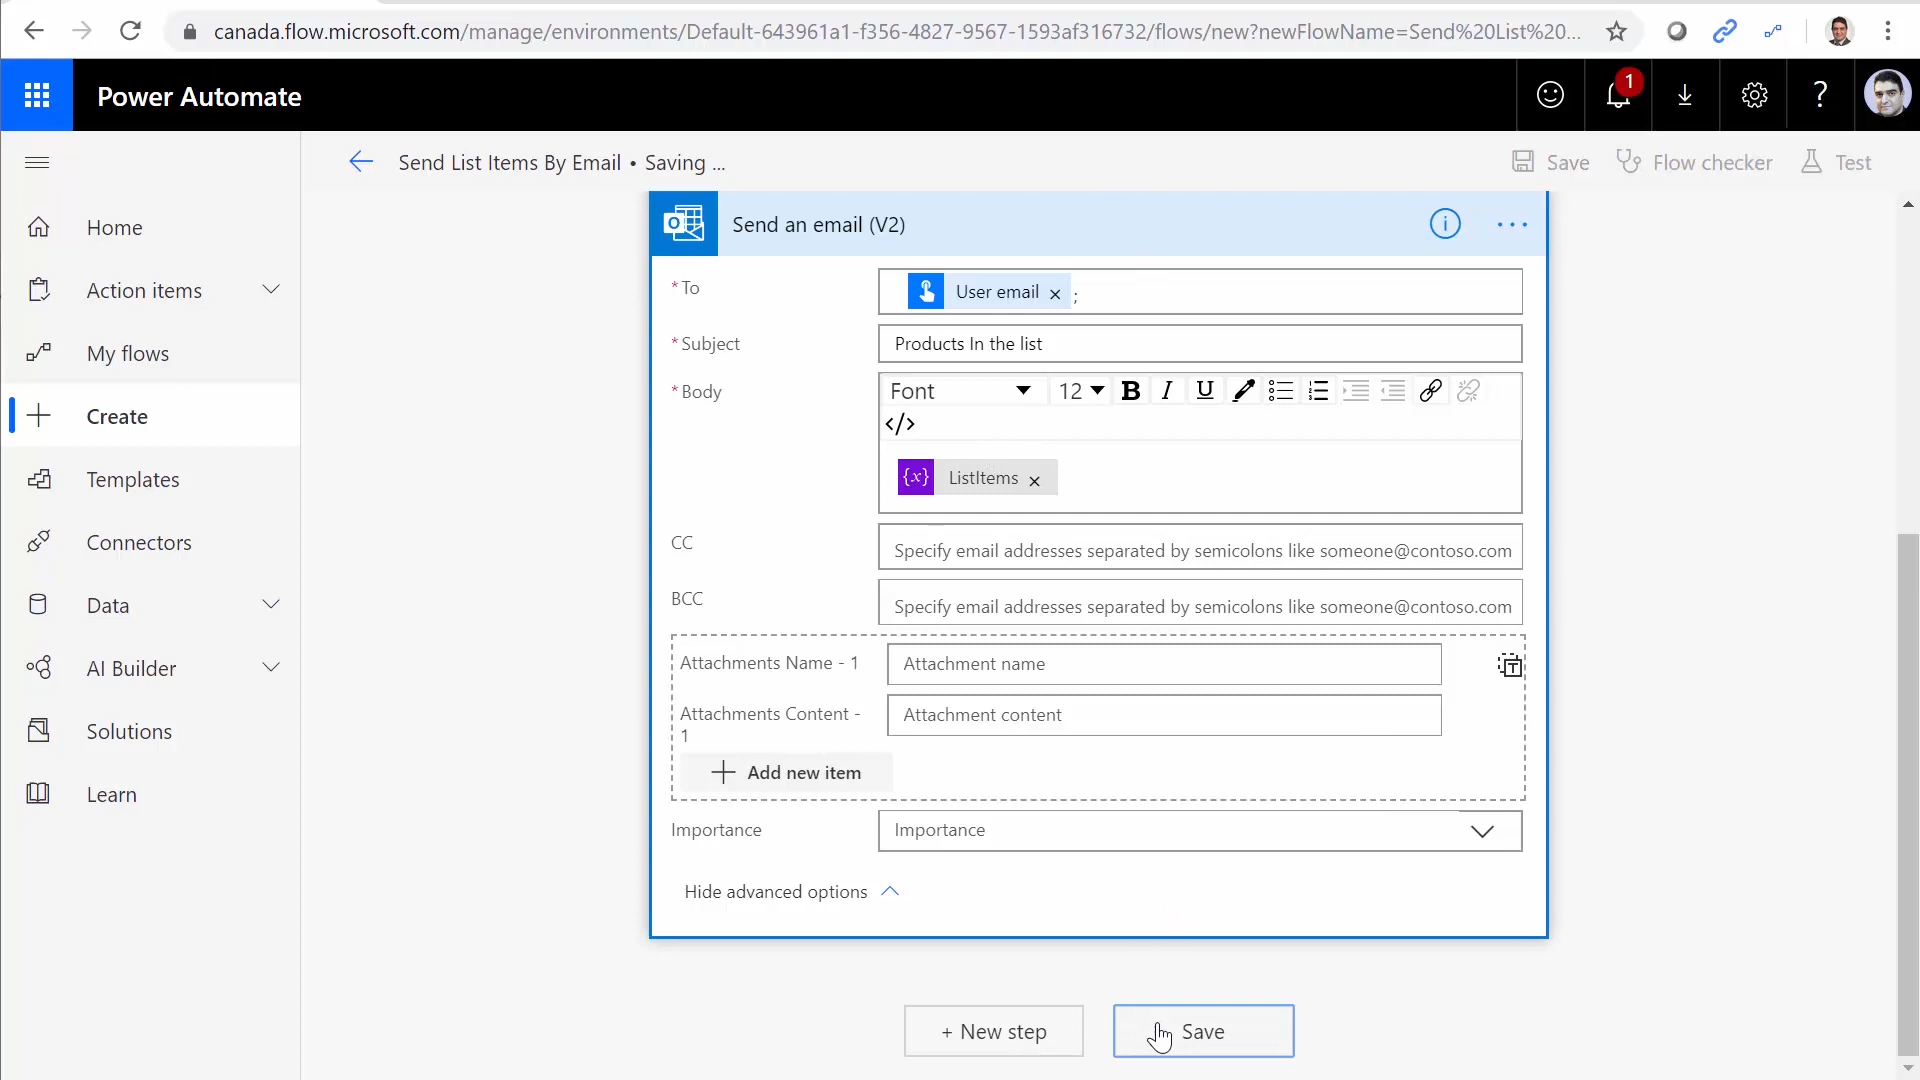 canada.flow.microsoft.com/manage/environments/Default-643961a1-f356-4827-9567-1593af316732/flows/new?newFlowName=Send%20List%20...
Power Automate
1
?
Send List Items By Email • Saving ...
Save
Flow checker
Test
Home
Action items
My flows
Create
Templates
Connectors
Data
AI Builder
Solutions
Learn
Send an email (V2)
i
...
* To
User email × ;
* Subject
Products In the list
* Body
Font
12
B I U
</>
{x} ListItems ×
CC
Specify email addresses separated by semicolons like someone@contoso.com
BCC
Specify email addresses separated by semicolons like someone@contoso.com
Attachments Name - 1
Attachment name
T
Attachments Content -
1
Attachment content
+ Add new item
Importance
Importance
Hide advanced options
+ New step
Save